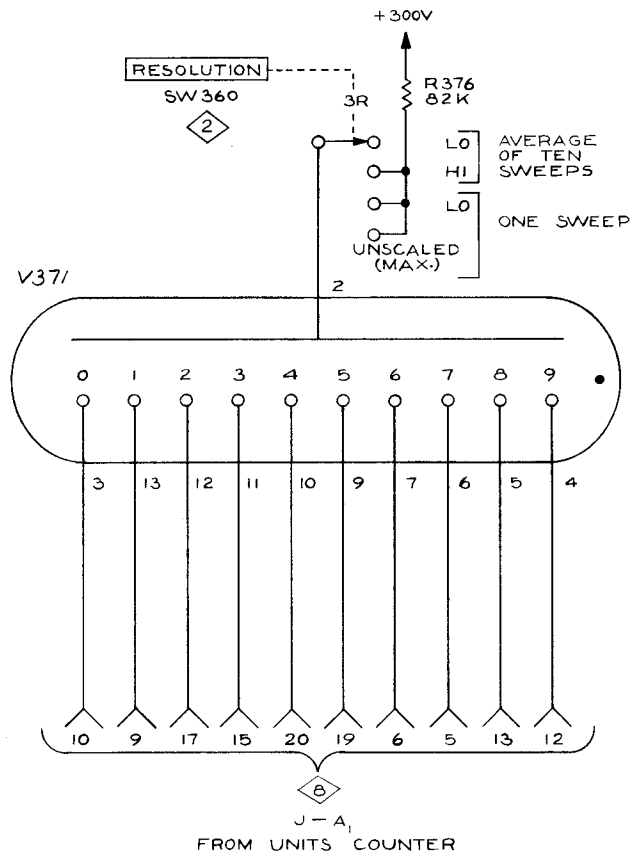 +300V
RESOLUTION
SW360
2
3R
R376
82K
LO
HI
AVERAGE
OF TEN
SWEEPS
LO
ONE SWEEP
UNSCALED
(MAX.)
V371
2
0 1 2 3 4 5 6 7 8 9
3 13 12 11 10 9 7 6 5 4
10 9 17 15 20 19 6 5 13 12
8
J-A1
FROM UNITS COUNTER